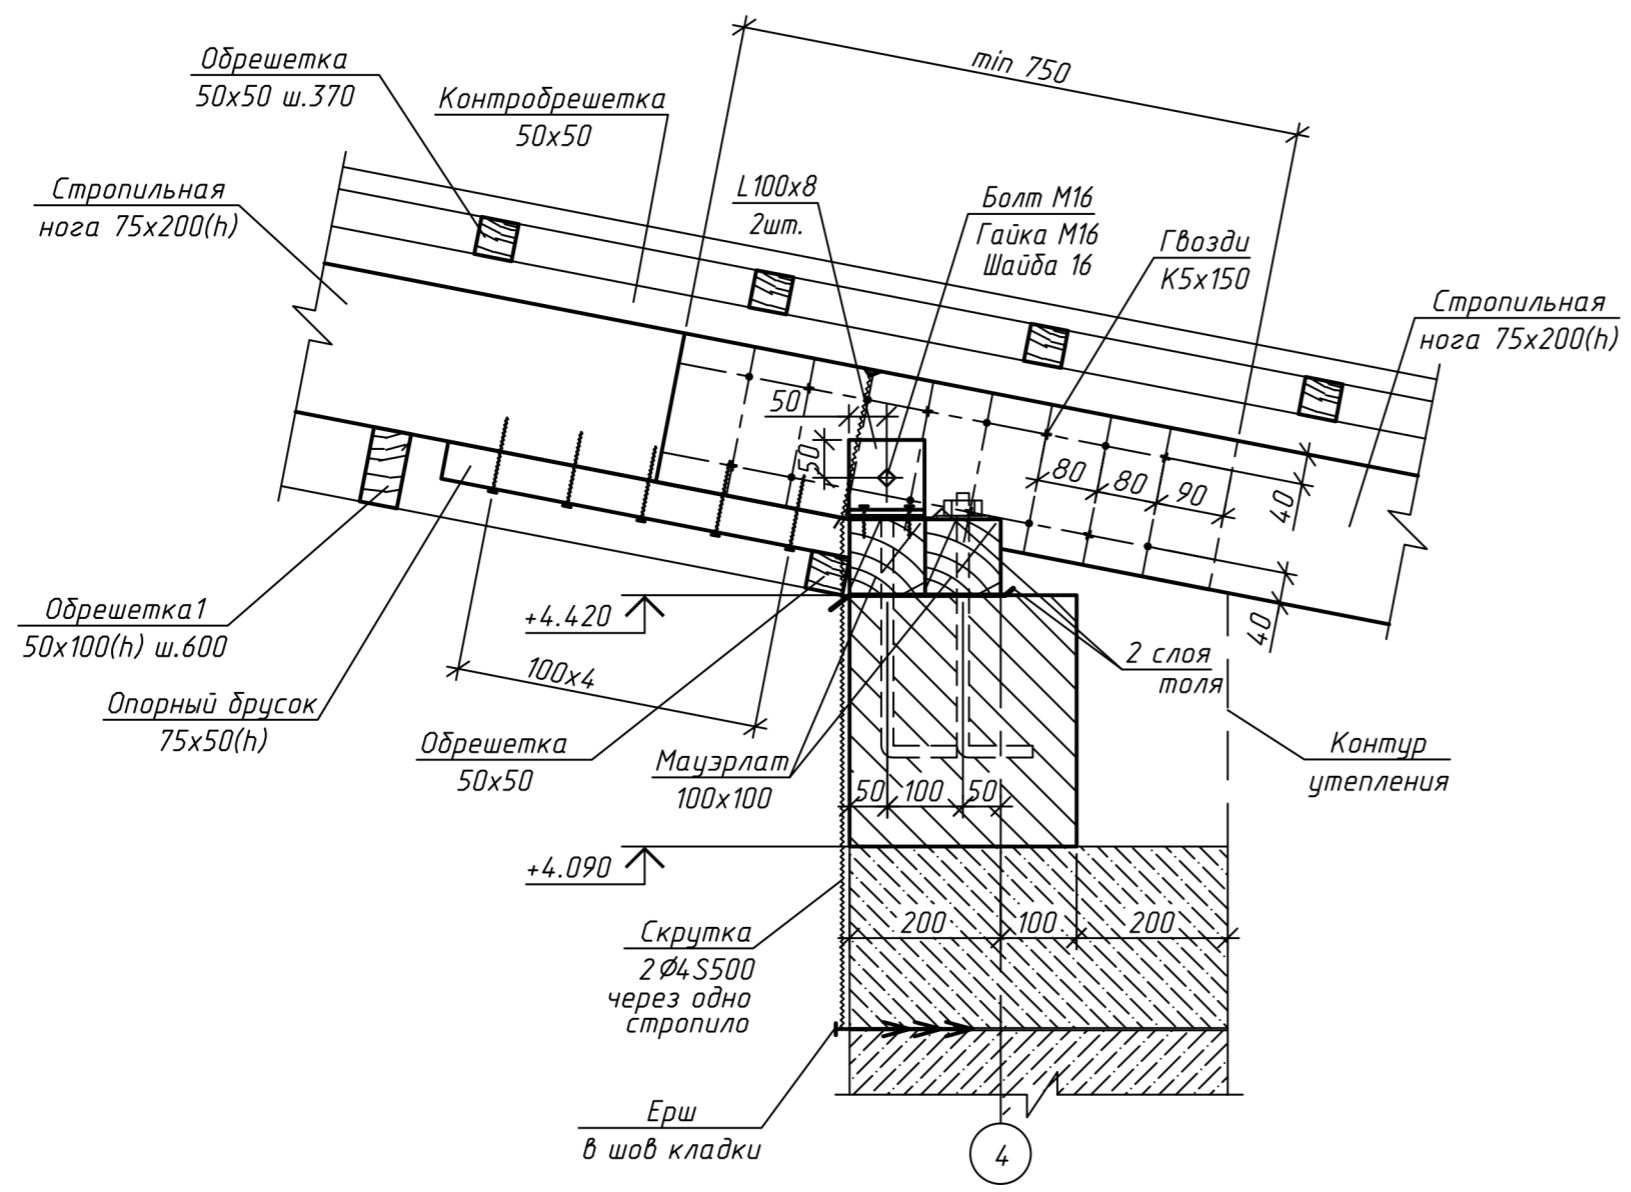 min 750
Обрешетка
50х50 ш.370
Контробрешетка
50х50
Стропильная
нога 75х200(h)
L100х8
2шт.
Болт М16
Гайка М16
Шайба 16
Гвозди
К5х150
Стропильная
нога 75х200(h)
50
50
80
80
90
40
40
Обрешетка1
50х100(h) ш.600
+4.420
100х4
2 слоя
толя
Опорный брусок
75х50(h)
Обрешетка
50х50
Мауэрлат
100х100
Контур
утепления
50
100
50
+4.090
200
100
200
Скрутка
2Ø4S500
через одно
стропило
Ерш
в шов кладки
4